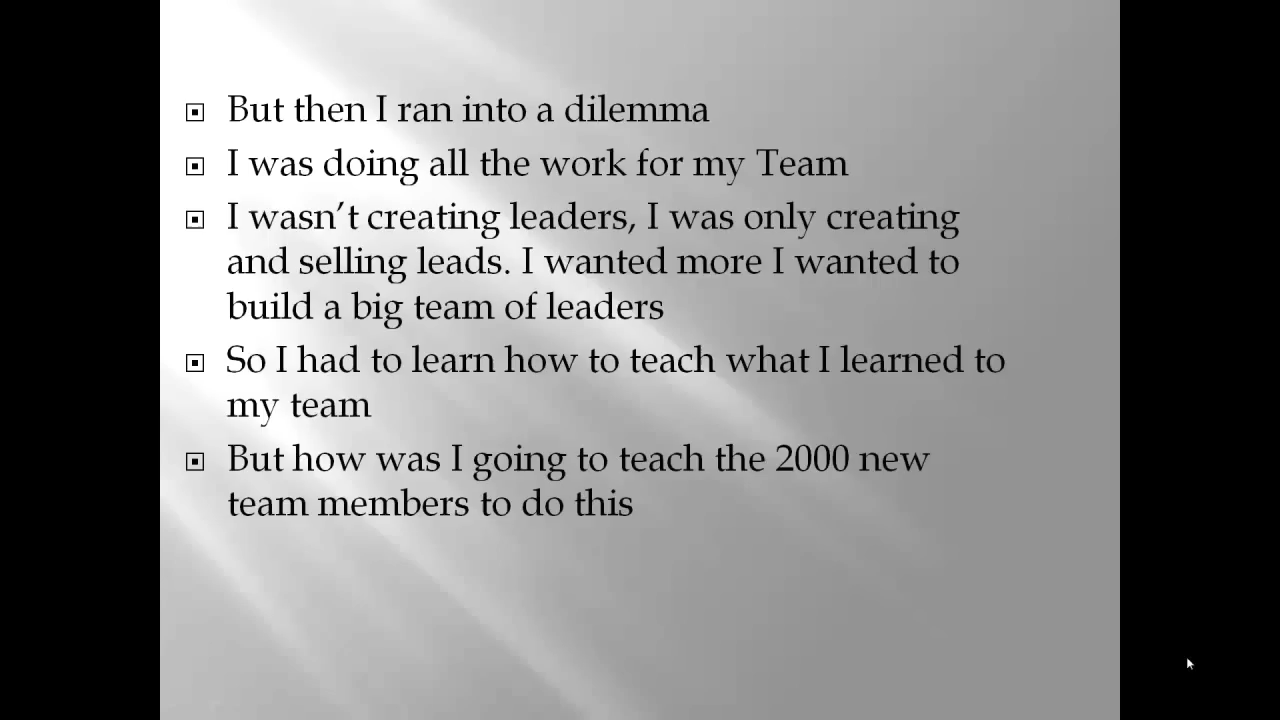 But then I ran into a dilemma
I was doing all the work for my Team
I wasn’t creating leaders, I was only creating
and selling leads. I wanted more I wanted to
build a big team of leaders
So I had to learn how to teach what I learned to
my team
But how was I going to teach the 2000 new
team members to do this